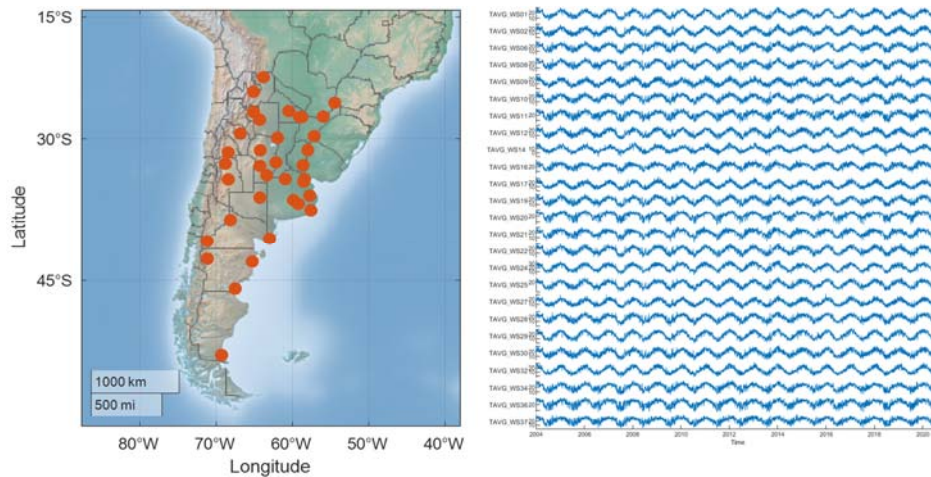 15°S
30°S
45°S
Latitude
1000 km
500 mi
80°W 70°W 60°W 50°W 40°W
Longitude
TAVG_WS01
TAVG_WS02
TAVG_WS06
TAVG_WS08
TAVG_WS09
TAVG_WS10
TAVG_WS11
TAVG_WS12
TAVG_WS14
TAVG_WS16
TAVG_WS17
TAVG_WS19
TAVG_WS20
TAVG_WS21
TAVG_WS22
TAVG_WS24
TAVG_WS25
TAVG_WS27
TAVG_WS28
TAVG_WS29
TAVG_WS30
TAVG_WS32
TAVG_WS34
TAVG_WS36
TAVG_WS37
2004 2006 2008 2010 2012 2014 2016 2018 2020
Time